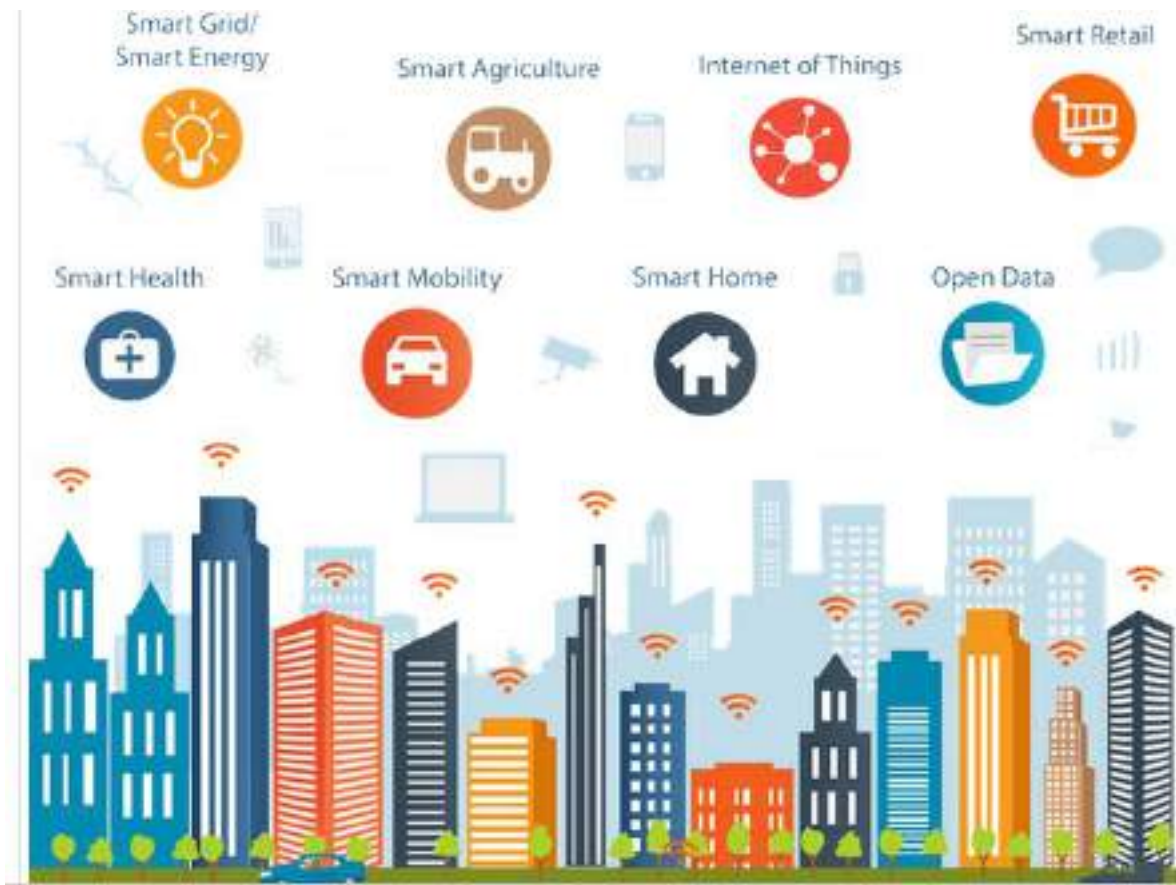 Smart Grid/
Smart Energy
Smart Agriculture
Internet of Things
Smart Retail
Smart Health
Smart Mobility
Smart Home
Open Data